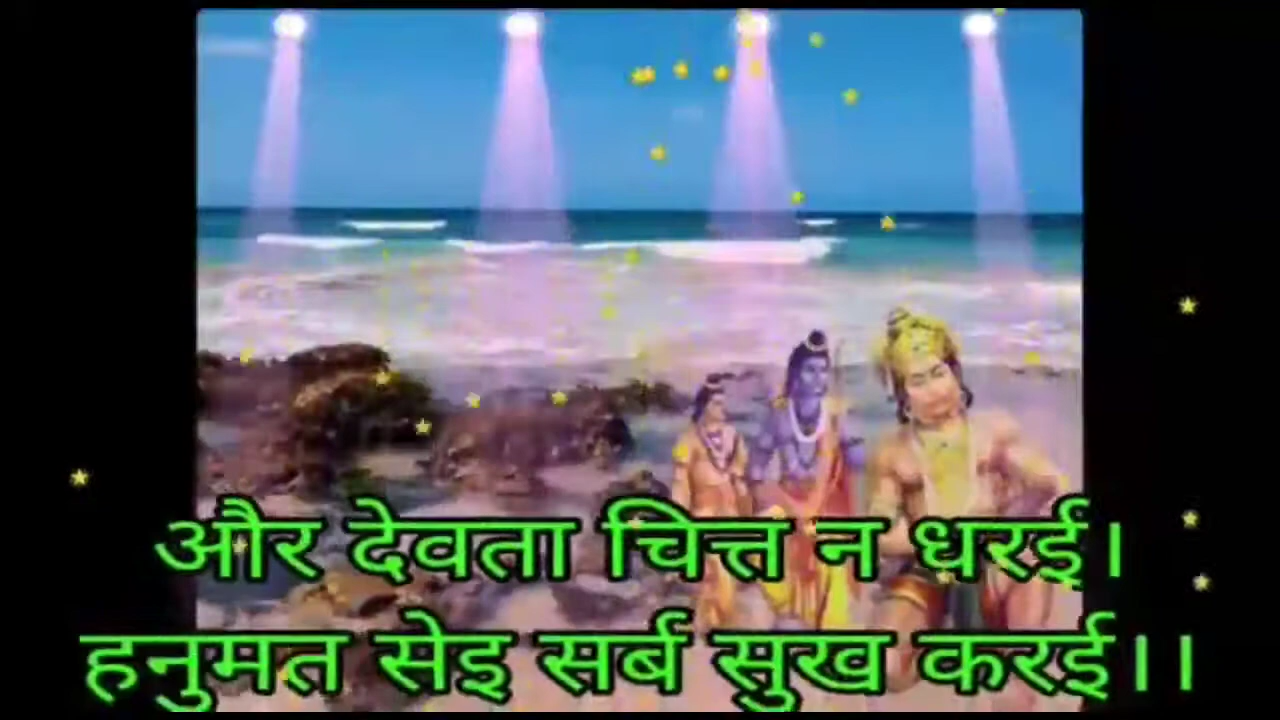 और देवता चित्त न धरई।
हनुमत सेइ सर्ब सुख करई।।